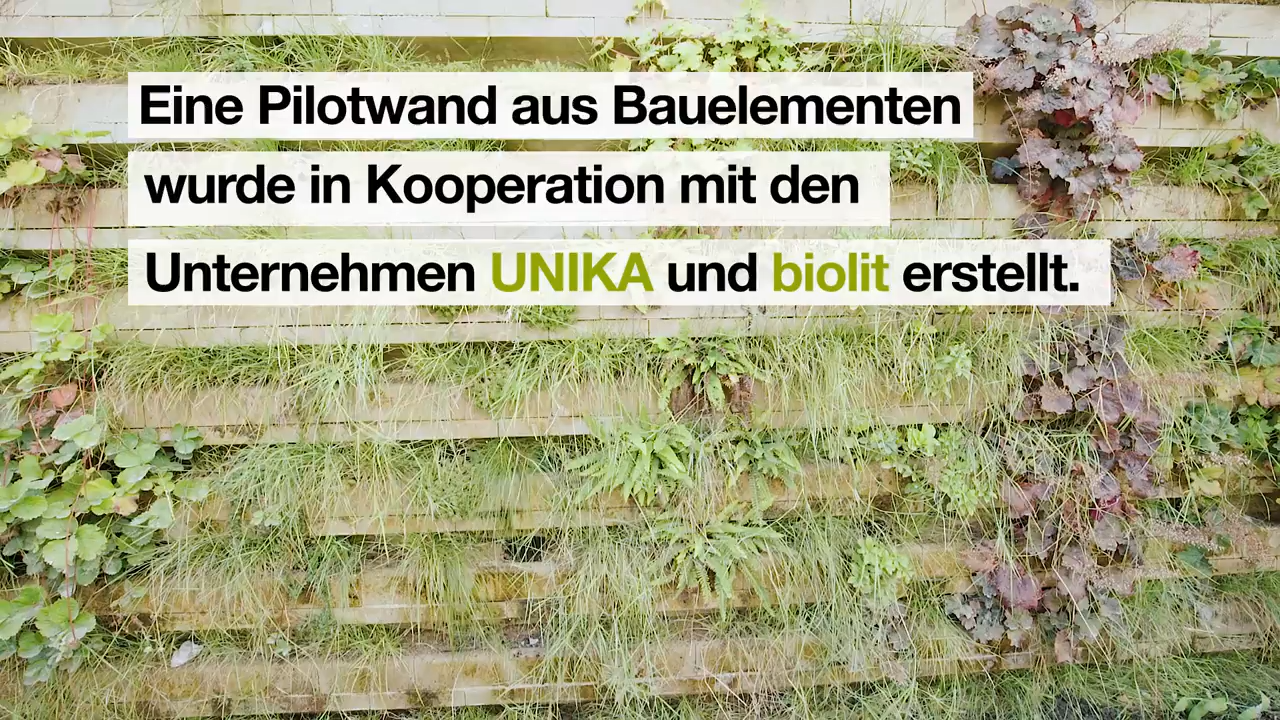 Eine Pilotwand aus Bauelementen
wurde in Kooperation mit den
Unternehmen UNIKA und biolit erstellt.